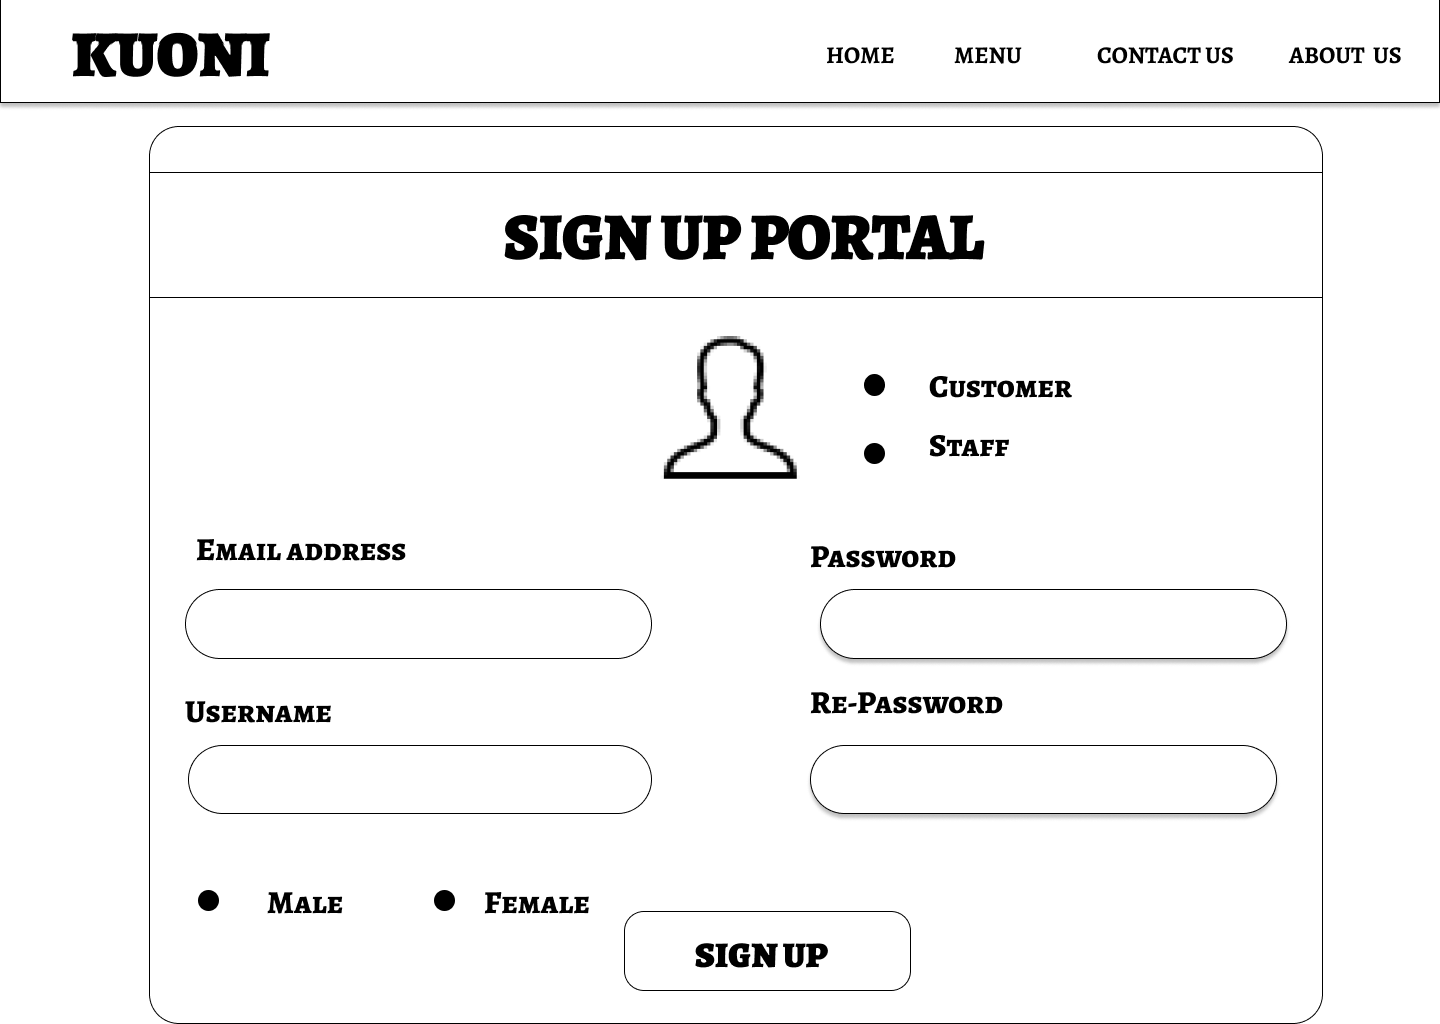 KUONI
HOME MENU CONTACT US ABOUT US
SIGN UP PORTAL
Customer
Staff
Email address
Password
Username
Re-Password
Male Female
SIGN UP